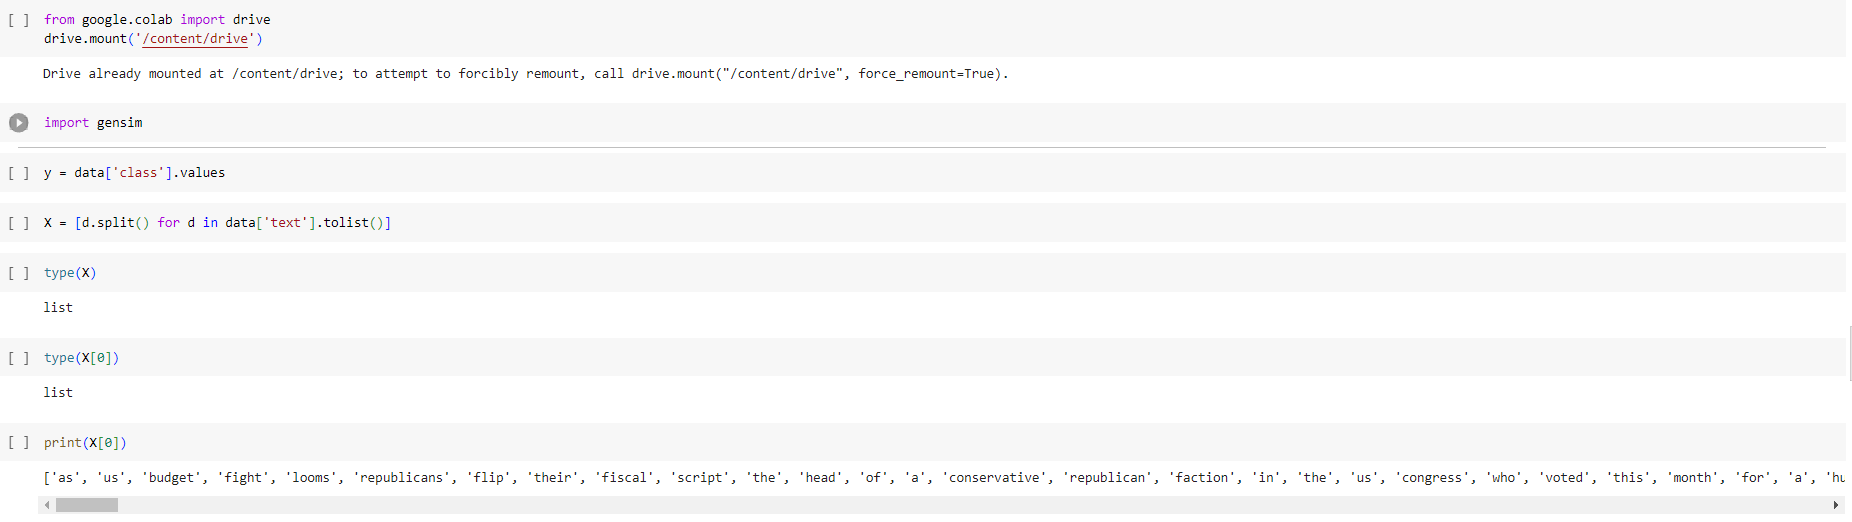 [ ] from google.colab import drive
drive.mount('/content/drive')
Drive already mounted at /content/drive; to attempt to forcibly remount, call drive.mount("/content/drive", force_remount=True).
import gensim
[ ] y = data['class'].values
[ ] X = [d.split() for d in data['text'].tolist()]
[ ] type(X)
list
[ ] type(X[0])
list
[ ] print(X[0])
['as', 'us', 'budget', 'fight', 'looms', 'republicans', 'flip', 'their', 'fiscal', 'script', 'the', 'head', 'of', 'a', 'conservative', 'republican', 'faction', 'in', 'the', 'us', 'congress', 'who', 'voted', 'this', 'month', 'for', 'a',